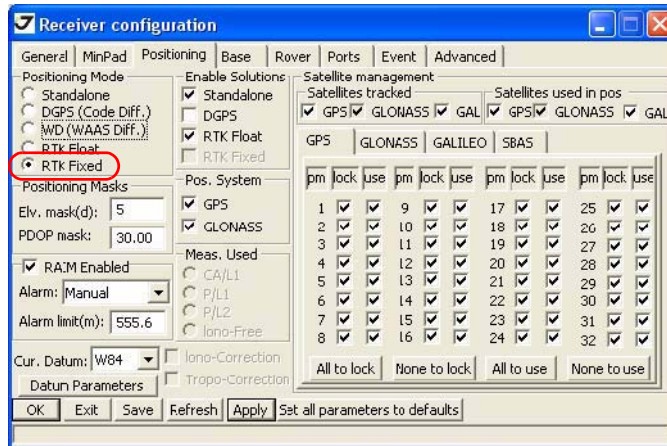 Receiver configuration
General MinPad Positioning Base Rover Ports Event Advanced
Positioning Mode
Standalone
DGPS (Code Diff.)
WD (WAAS Diff.)
RTK Float
RTK Fixed
Positioning Masks
Elv. mask(d): 5
PDOP mask: 30.00
RAIM Enabled
Alarm: Manual
Alarm limit(m): 555.6
Cur. Datum: W84
Datun Parameters
Enable Solutions
Standalone
DGPS
RTK Float
RTK Fixed
Pos. System
GPS
GLONASS
Meas. Used
CA/L1
P/L1
P/L2
Iono-Free
Iono-Correction
Tropo-Correction
Satellite management
Satellites tracked
GPS GLONASS GAL
Satellites used in pos
GPS GLONASS GAL
GPS GLONASS GALILEO SBAS
prn lock use prn lock use prn lock use prn lock use
1 9 17 25
2 10 18 26
3 11 19 27
4 12 20 28
5 13 21 29
6 14 22 30
7 15 23 31
8 16 24 32
All to lock None to lock All to use None to use
OK Exit Save Refresh Apply Set all parameters to defaults